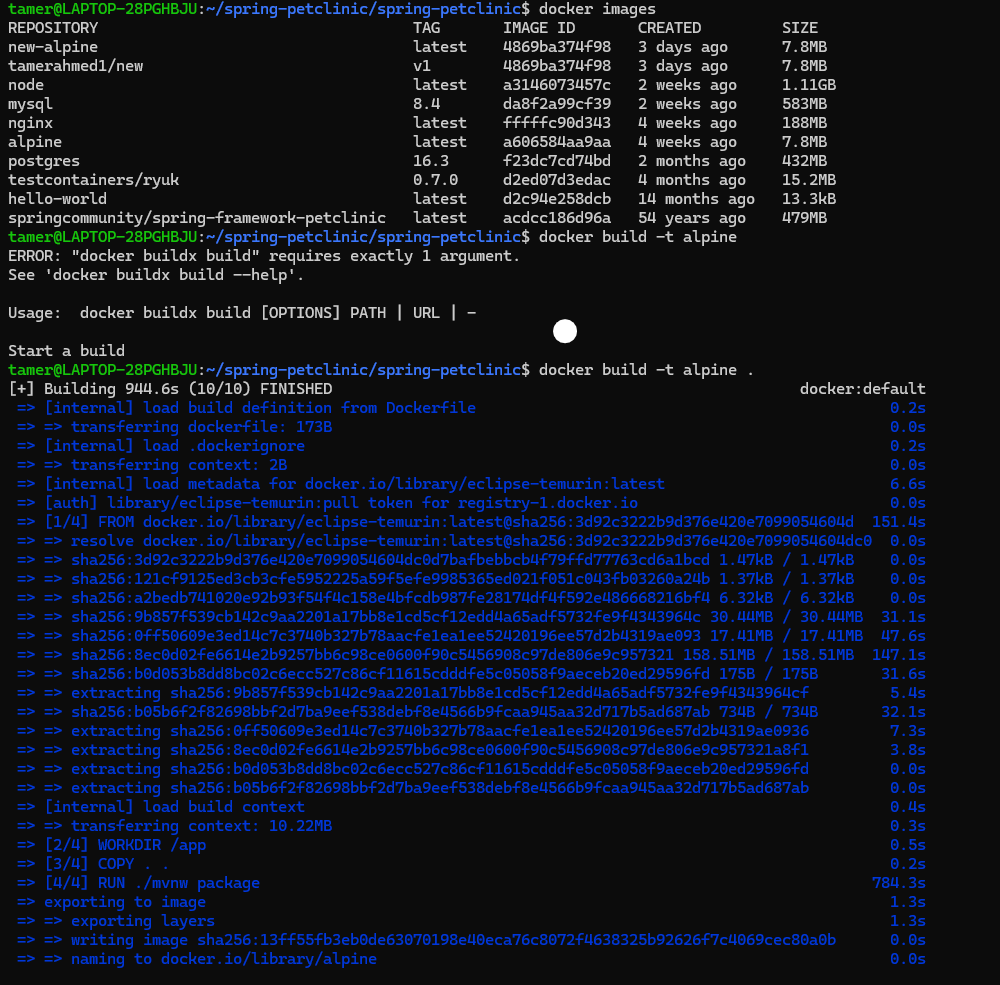 tamer@LAPTOP-28PGHBJU:~/spring-petclinic/spring-petclinic$ docker images
REPOSITORY TAG IMAGE ID CREATED SIZE
new-alpine latest 4869ba374f98 3 days ago 7.8MB
tamerahmed1/new v1 4869ba374f98 3 days ago 7.8MB
node latest a3146073457c 2 weeks ago 1.11GB
mysql 8.4 da8f2a99cf39 2 weeks ago 583MB
nginx latest fffffc90d343 4 weeks ago 188MB
alpine latest a606584aa9aa 4 weeks ago 7.8MB
postgres 16.3 f23dc7cd74bd 2 months ago 432MB
testcontainers/ryuk 0.7.0 d2ed07d3edac 4 months ago 15.2MB
hello-world latest d2c94e258dcb 14 months ago 13.3kB
springcommunity/spring-framework-petclinic latest acdcc186d96a 54 years ago 479MB
tamer@LAPTOP-28PGHBJU:~/spring-petclinic/spring-petclinic$ docker build -t alpine
ERROR: "docker buildx build" requires exactly 1 argument.
See 'docker buildx build --help'.
Usage:  docker buildx build [OPTIONS] PATH | URL | -
Start a build
tamer@LAPTOP-28PGHBJU:~/spring-petclinic/spring-petclinic$ docker build -t alpine .
[+] Building 944.6s (10/10) FINISHED docker:default
=> [internal] load build definition from Dockerfile 0.2s
=> => transferring dockerfile: 173B 0.0s
=> [internal] load .dockerignore 0.2s
=> => transferring context: 2B 0.0s
=> [internal] load metadata for docker.io/library/eclipse-temurin:latest 6.6s
=> [auth] library/eclipse-temurin:pull token for registry-1.docker.io 0.0s
=> [1/4] FROM docker.io/library/eclipse-temurin:latest@sha256:3d92c3222b9d376e420e7099054604d 151.4s
=> => resolve docker.io/library/eclipse-temurin:latest@sha256:3d92c3222b9d376e420e7099054604dc0 0.0s
=> => sha256:3d92c3222b9d376e420e7099054604dc0d7bafbebbcb4f79ffd77763cd6a1bcd 1.47kB / 1.47kB 0.0s
=> => sha256:121cf9125ed3cb3cfe5952225a59f5efe9985365ed021f051c043fb03260a24b 1.37kB / 1.37kB 0.0s
=> => sha256:a2bedb741020e92b93f54f4c158e4bfcdb987fe28174df4f592e486668216bf4 6.32kB / 6.32kB 0.0s
=> => sha256:9b857f539cb142c9aa2201a17bb8e1cd5cf12edd4a65adf5732fe9f4343964c 30.44MB / 30.44MB 31.1s
=> => sha256:0ff50609e3ed14c7c3740b327b78aacfe1ea1ee52420196ee57d2b4319ae093 17.41MB / 17.41MB 47.6s
=> => sha256:8ec0d02fe6614e2b9257bb6c98ce0600f90c5456908c97de806e9c957321 158.51MB / 158.51MB 147.1s
=> => sha256:b0d053b8dd8bc02c6ecc527c86cf11615cdddfe5c05058f9aeceb20ed29596fd 175B / 175B 31.6s
=> => extracting sha256:9b857f539cb142c9aa2201a17bb8e1cd5cf12edd4a65adf5732fe9f4343964cf 5.4s
=> => sha256:b05b6f2f82698bbf2d7ba9eef538debf8e4566b9fcaa945aa32d717b5ad687ab 734B / 734B 32.1s
=> => extracting sha256:0ff50609e3ed14c7c3740b327b78aacfe1ea1ee52420196ee57d2b4319ae0936 7.3s
=> => extracting sha256:8ec0d02fe6614e2b9257bb6c98ce0600f90c5456908c97de806e9c957321a8f1 3.8s
=> => extracting sha256:b0d053b8dd8bc02c6ecc527c86cf11615cdddfe5c05058f9aeceb20ed29596fd 0.0s
=> => extracting sha256:b05b6f2f82698bbf2d7ba9eef538debf8e4566b9fcaa945aa32d717b5ad687ab 0.0s
=> [internal] load build context 0.4s
=> => transferring context: 10.22MB 0.3s
=> [2/4] WORKDIR /app 0.5s
=> [3/4] COPY . . 0.2s
=> [4/4] RUN ./mvnw package 784.3s
=> exporting to image 1.3s
=> => exporting layers 1.3s
=> => writing image sha256:13ff55fb3eb0de63070198e40eca76c8072f4638325b92626f7c4069cec80a0b 0.0s
=> => naming to docker.io/library/alpine 0.0s